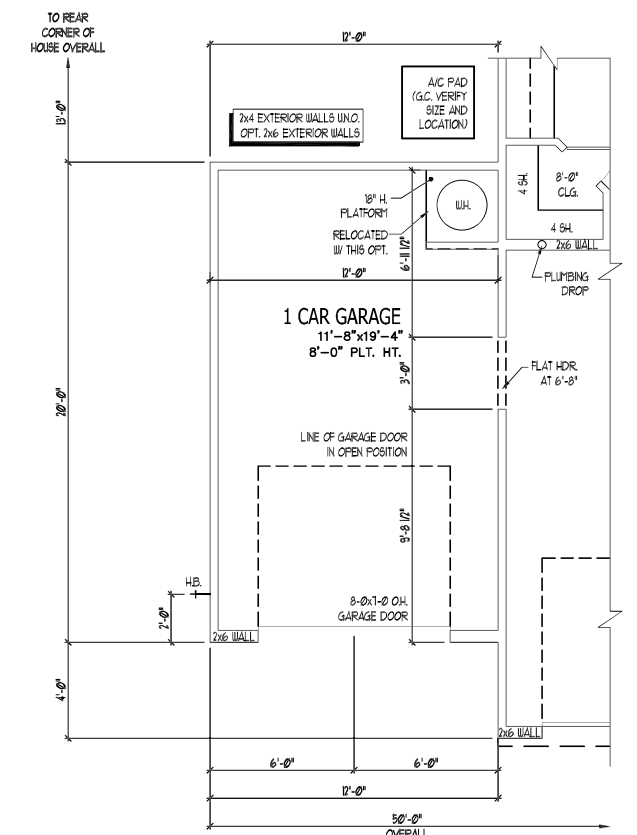 TO REAR
CORNER OF
HOUSE OVERALL
12'-0"
13'-0"
A/C PAD
(G.C. VERIFY
SIZE AND
LOCATION)
2x4 EXTERIOR WALLS U.N.O.
OPT. 2x6 EXTERIOR WALLS
18" H.
PLATFORM
W.H.
4 SH.
8'-0"
CLG.
4 SH.
RELOCATED
W/ THIS OPT.
6'-11 1/2"
2x6 WALL
12'-0"
PLUMBING
DROP
1 CAR GARAGE
11'-8"x19'-4"
8'-0" PLT. HT.
3'-0"
FLAT HDR.
AT 6'-8"
20'-0"
LINE OF GARAGE DOOR
IN OPEN POSITION
9'-8 1/2"
H.B.
2'-0"
8-0x7-0 O.H.
GARAGE DOOR
2x6 WALL
4'-0"
2x6 WALL
6'-0"
6'-0"
12'-0"
50'-0"
OVERALL